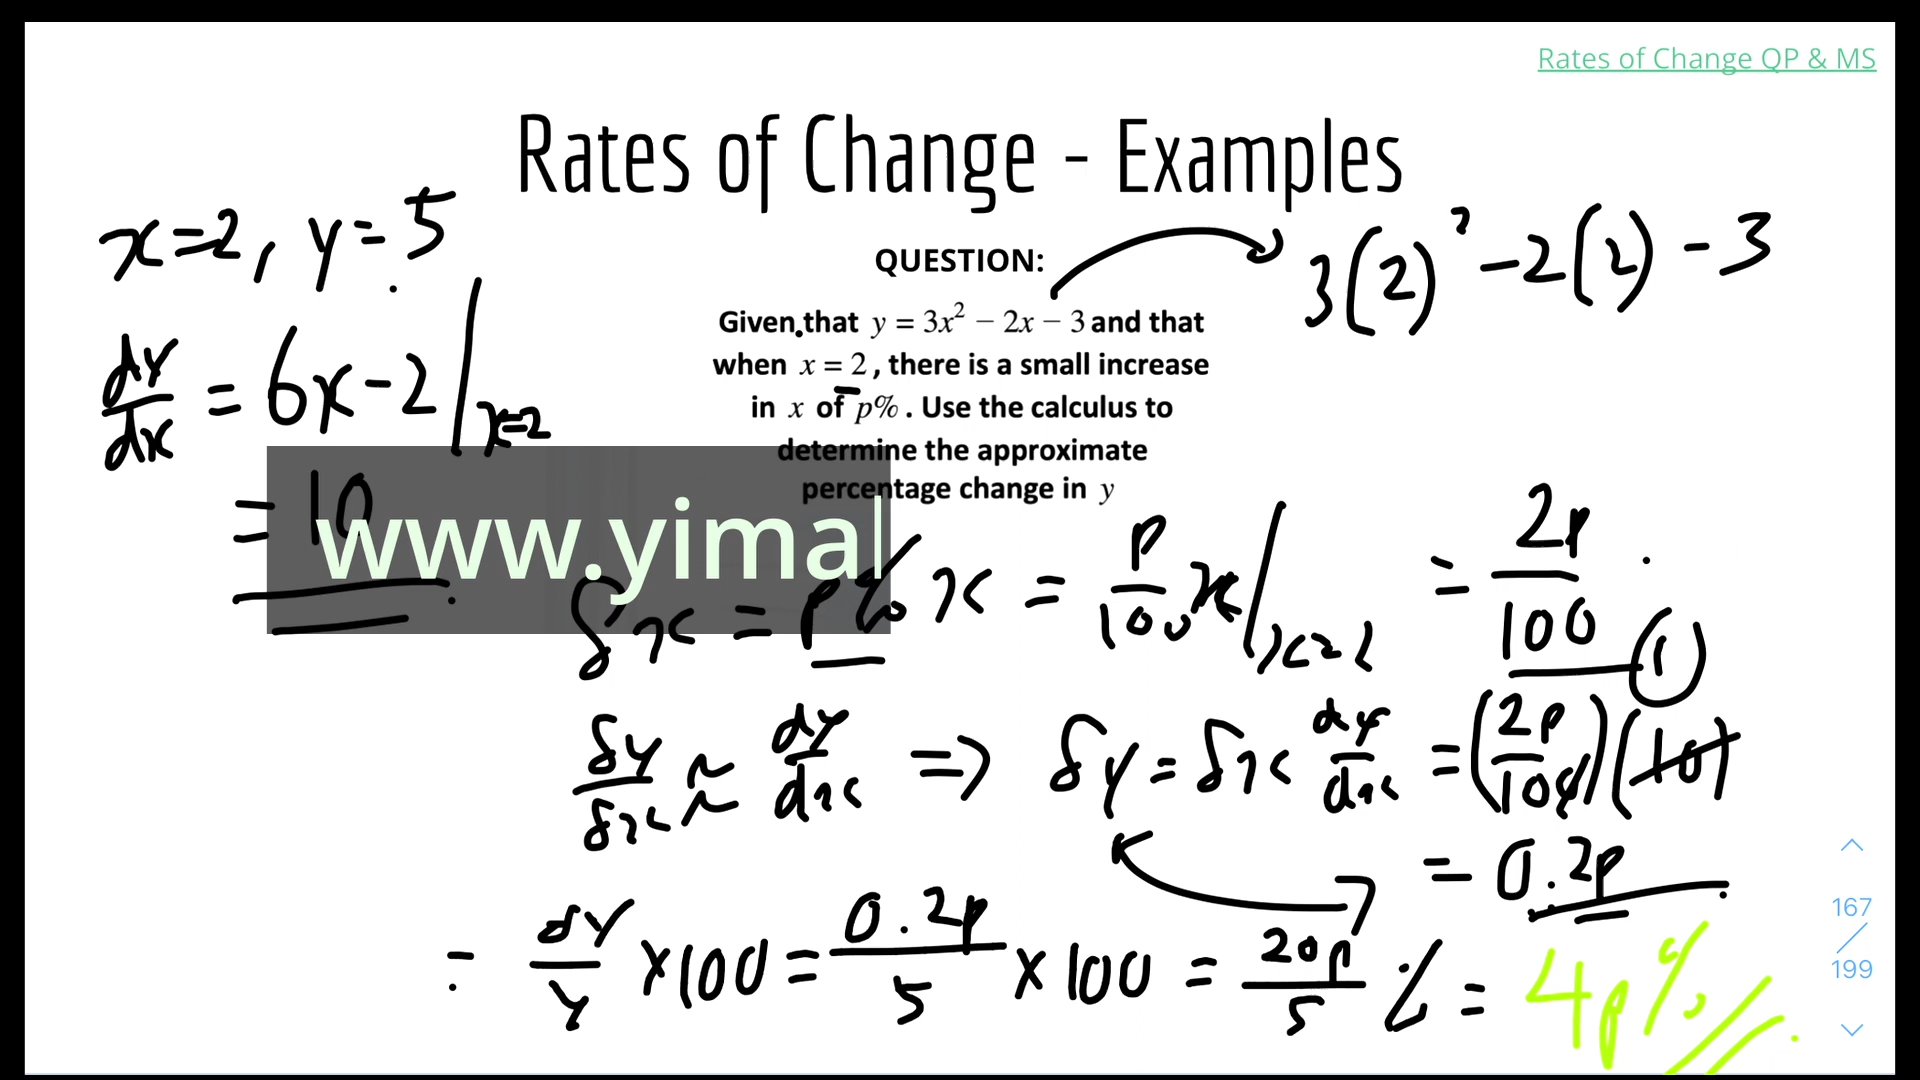 Rates of Change QP & MS
Rates of Change - Examples
x=2, y=5
QUESTION:
3(2)² -2(2) -3
Given that y = 3x² − 2x − 3 and that
when x = 2, there is a small increase
in x of p%. Use the calculus to
determine the approximate
percentage change in y
dy/dx = 6x-2 |x=2
= 10
www.yima
δx = p% x = p/100 x |x=2 = 2p/100 (1)
δy/δx ≈ dy/dx => δy = δx dy/dx = (2p/100)(10)
= 0.2p
= δy/y ×100 = 0.2p/5 ×100 = 20p/5 % = 4p%
167
199